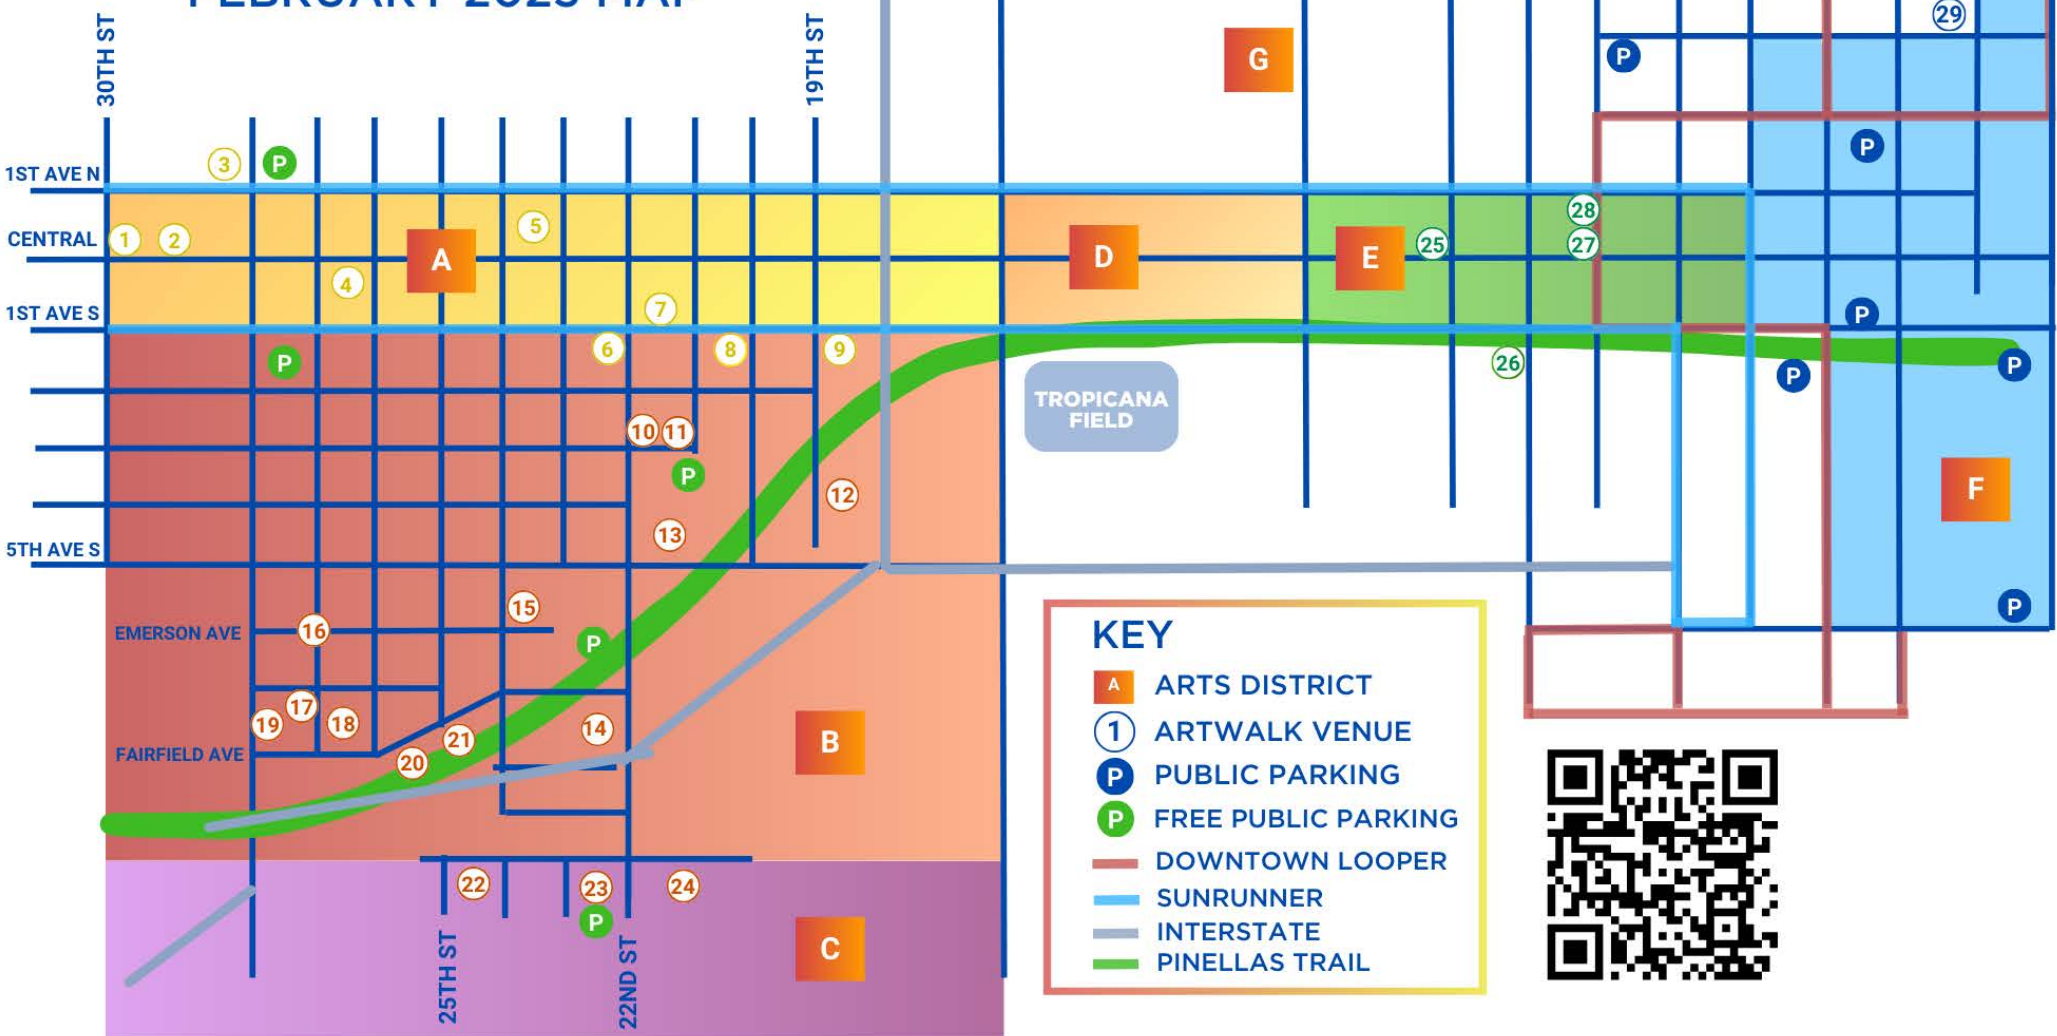 FEBRUARY 2025 MAP
30TH ST
19TH ST
29
P
G
P
3
P
1ST AVE N
28
CENTRAL
1
2
A
5
D
E
25
27
4
1ST AVE S
7
P
P
6
8
9
26
P
P
TROPICANA
FIELD
10
11
P
12
F
13
5TH AVE S
15
P
EMERSON AVE
16
P
17
19
18
21
14
B
FAIRFIELD AVE
20
22
23
24
P
C
25TH ST
22ND ST
KEY
A ARTS DISTRICT
1 ARTWALK VENUE
P PUBLIC PARKING
P FREE PUBLIC PARKING
DOWNTOWN LOOPER
SUNRUNNER
INTERSTATE
PINELLAS TRAIL